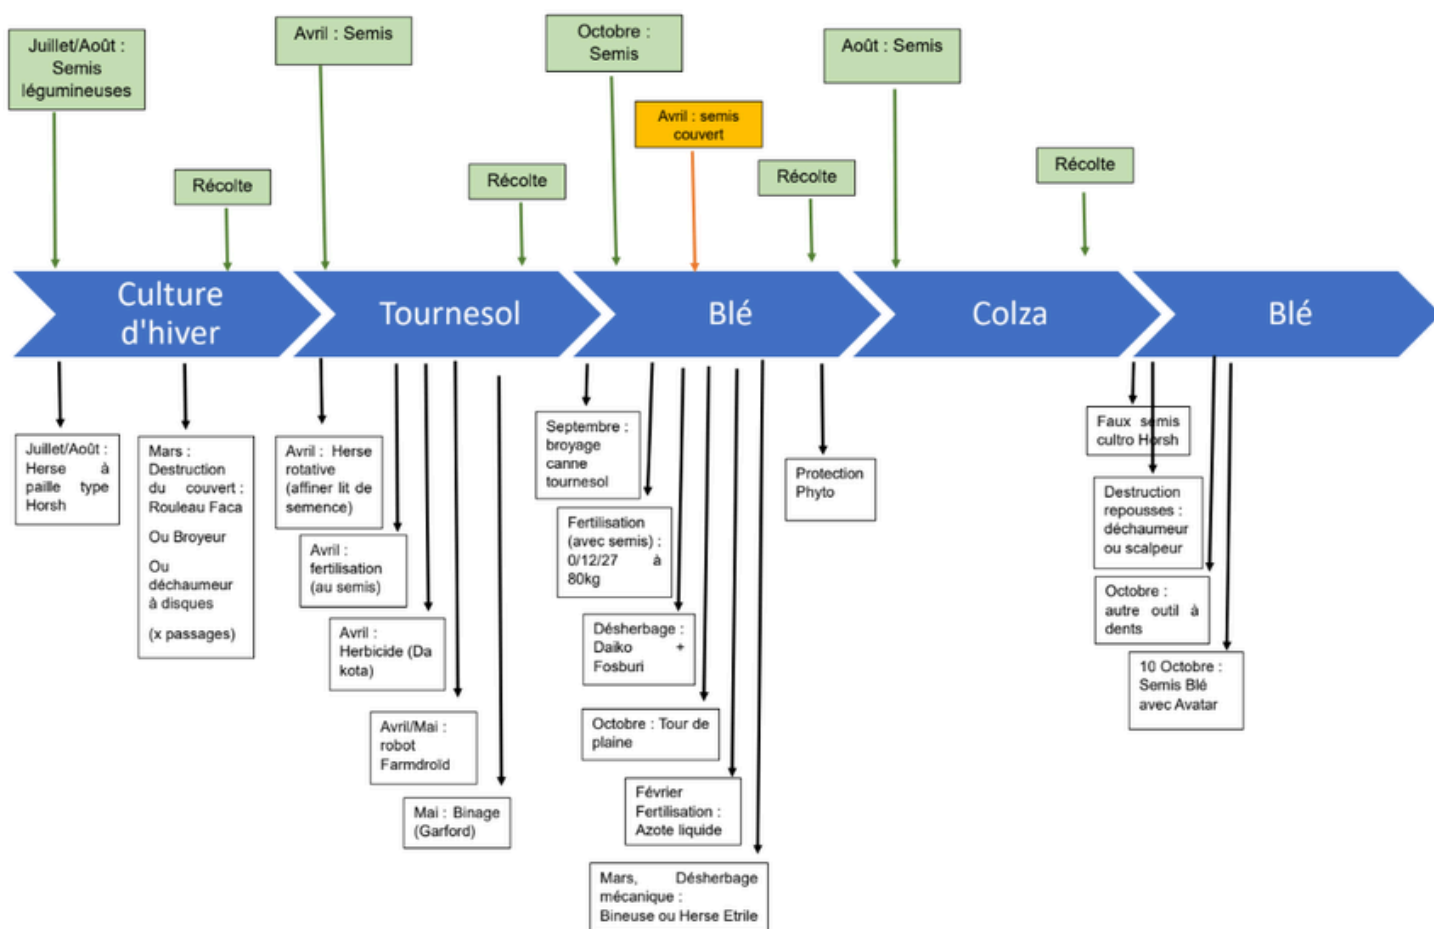 Juillet/Août :
Semis
légumineuses
Avril : Semis
Octobre :
Semis
Août : Semis
Avril : semis
couvert
Récolte
Récolte
Récolte
Récolte
Culture
d'hiver
Tournesol
Blé
Colza
Blé
Juillet/Août :
Herse à
paille type
Horsh
Mars :
Destruction
du couvert :
Rouleau Faca
Ou Broyeur
Ou
déchaumeur
à disques
(x passages)
Avril : Herse
rotative
(affiner lit de
semence)
Avril :
fertilisation
(au semis)
Avril :
Herbicide (Da
kota)
Avril/Mai :
robot
Farmdroïd
Mai : Binage
(Garford)
Septembre :
broyage
canne
tournesol
Fertilisation
(avec semis) :
0/12/27 à
80kg
Désherbage :
Daiko +
Fosburi
Octobre : Tour de
plaine
Février
Fertilisation :
Azote liquide
Mars, Désherbage
mécanique :
Bineuse ou Herse Etrile
Protection
Phyto
Faux semis
cultro Horsh
Destruction
repousses :
déchaumeur
ou scalpeur
Octobre :
autre outil à
dents
10 Octobre :
Semis Blé
avec Avatar